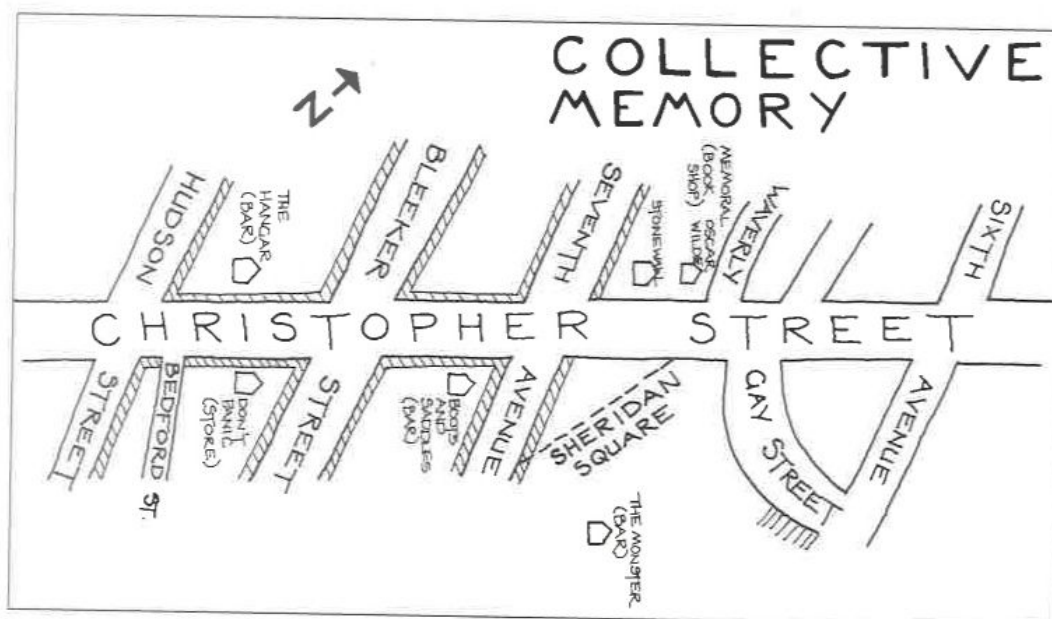 COLLECTIVE
MEMORY
N
HUDSON
STREET
THE
HANGAR
(BAR)
BLEEKER
STREET
SEVENTH
AVENUE
STONEWALL
MEMORAL
(BOOK
SHOP)
OSCAR
WILDE
WAVERLY
SIXTH
AVENUE
CHRISTOPHER STREET
BEDFORD
ST.
DON'T
PANIC
(STORE)
BOOTS
AND
SADDLES
(BAR)
SHERIDAN
SQUARE
GAY STREET
THE MONSTER
(BAR)